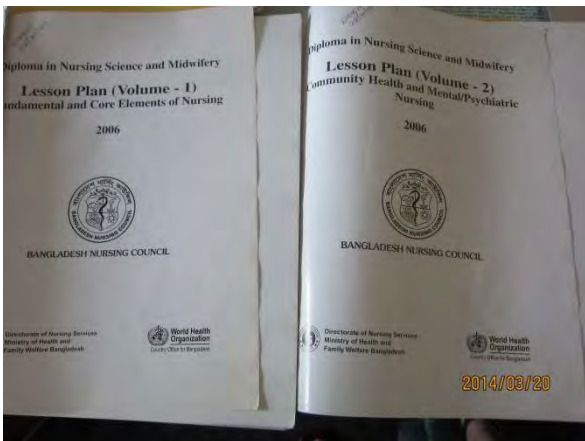 Diploma in Nursing Science and Midwifery
Lesson Plan (Volume - 1)
undamental and Core Elements of Nursing
2006
BANGLADESH NURSING COUNCIL
Directorate of Nursing Services
Ministry of Health and
Family Welfare Bangladesh
World Health
Organization
Country Office for Bangladesh
Diploma in Nursing Science and Midwifery
Lesson Plan (Volume - 2)
Community Health and Mental/Psychiatric
Nursing
2006
BANGLADESH NURSING COUNCIL
BANGLADESH NURSING COUNCIL
Directorate of Nursing Services
Ministry of Health and
Family Welfare Bangladesh
World Health
Organization
Country Office for Bangladesh
2014/03/20